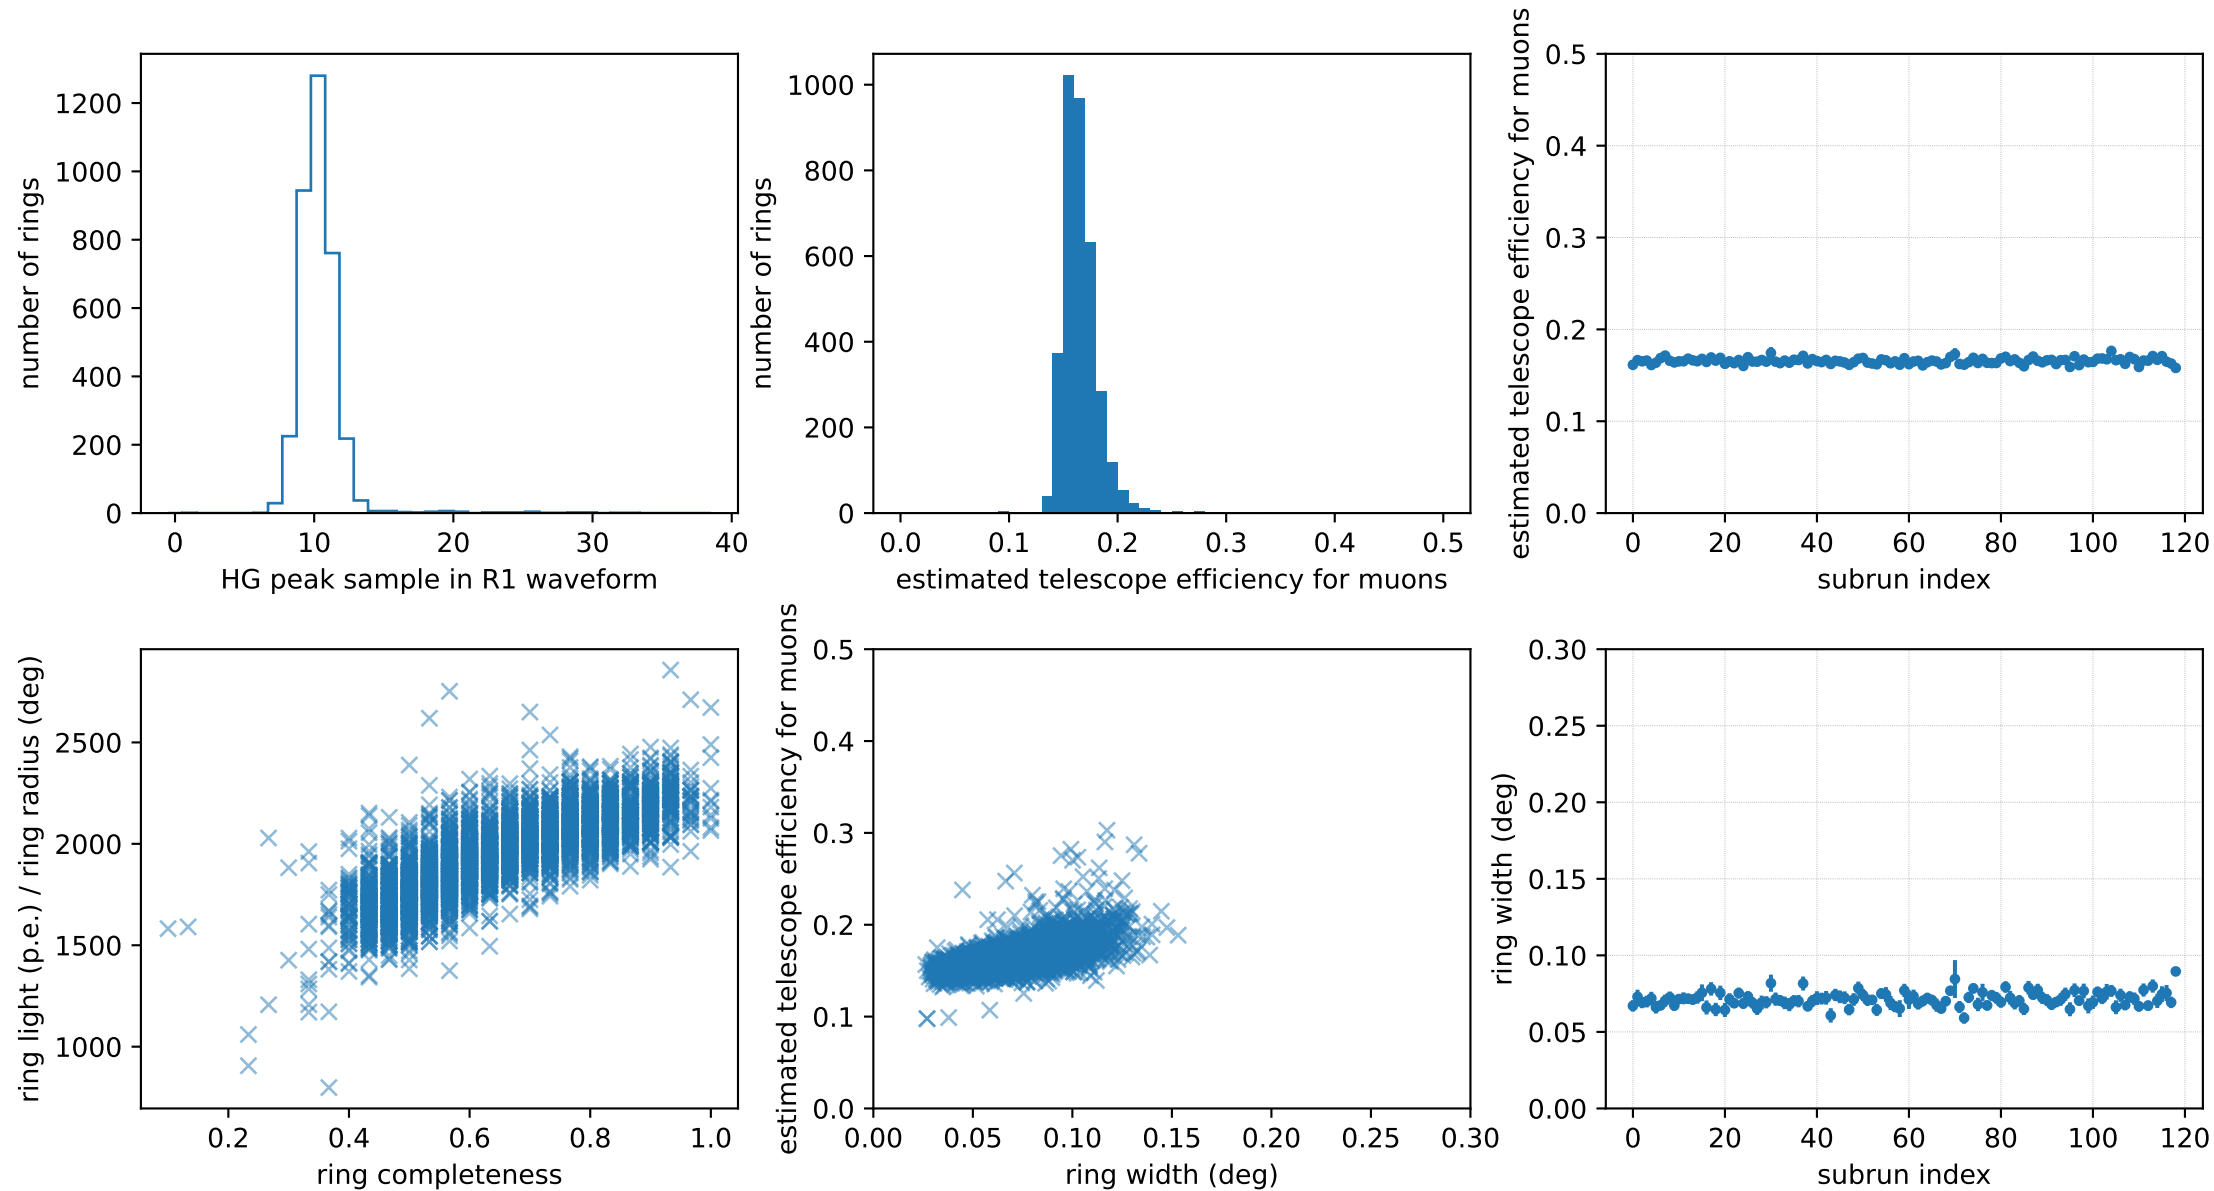 number of rings
1200
1000
800
600
400
200
0
0 10 20 30 40
HG peak sample in R1 waveform
number of rings
1000
800
600
400
200
0
0.0 0.1 0.2 0.3 0.4 0.5
estimated telescope efficiency for muons
estimated telescope efficiency for muons
0.5
0.4
0.3
0.2
0.1
0.0
0 20 40 60 80 100 120
subrun index
ring light (p.e.) / ring radius (deg)
2500
2000
1500
1000
0.2 0.4 0.6 0.8 1.0
ring completeness
estimated telescope efficiency for muons
0.5
0.4
0.3
0.2
0.1
0.0
0.00 0.05 0.10 0.15 0.20 0.25 0.30
ring width (deg)
ring width (deg)
0.30
0.25
0.20
0.15
0.10
0.05
0.00
0 20 40 60 80 100 120
subrun index